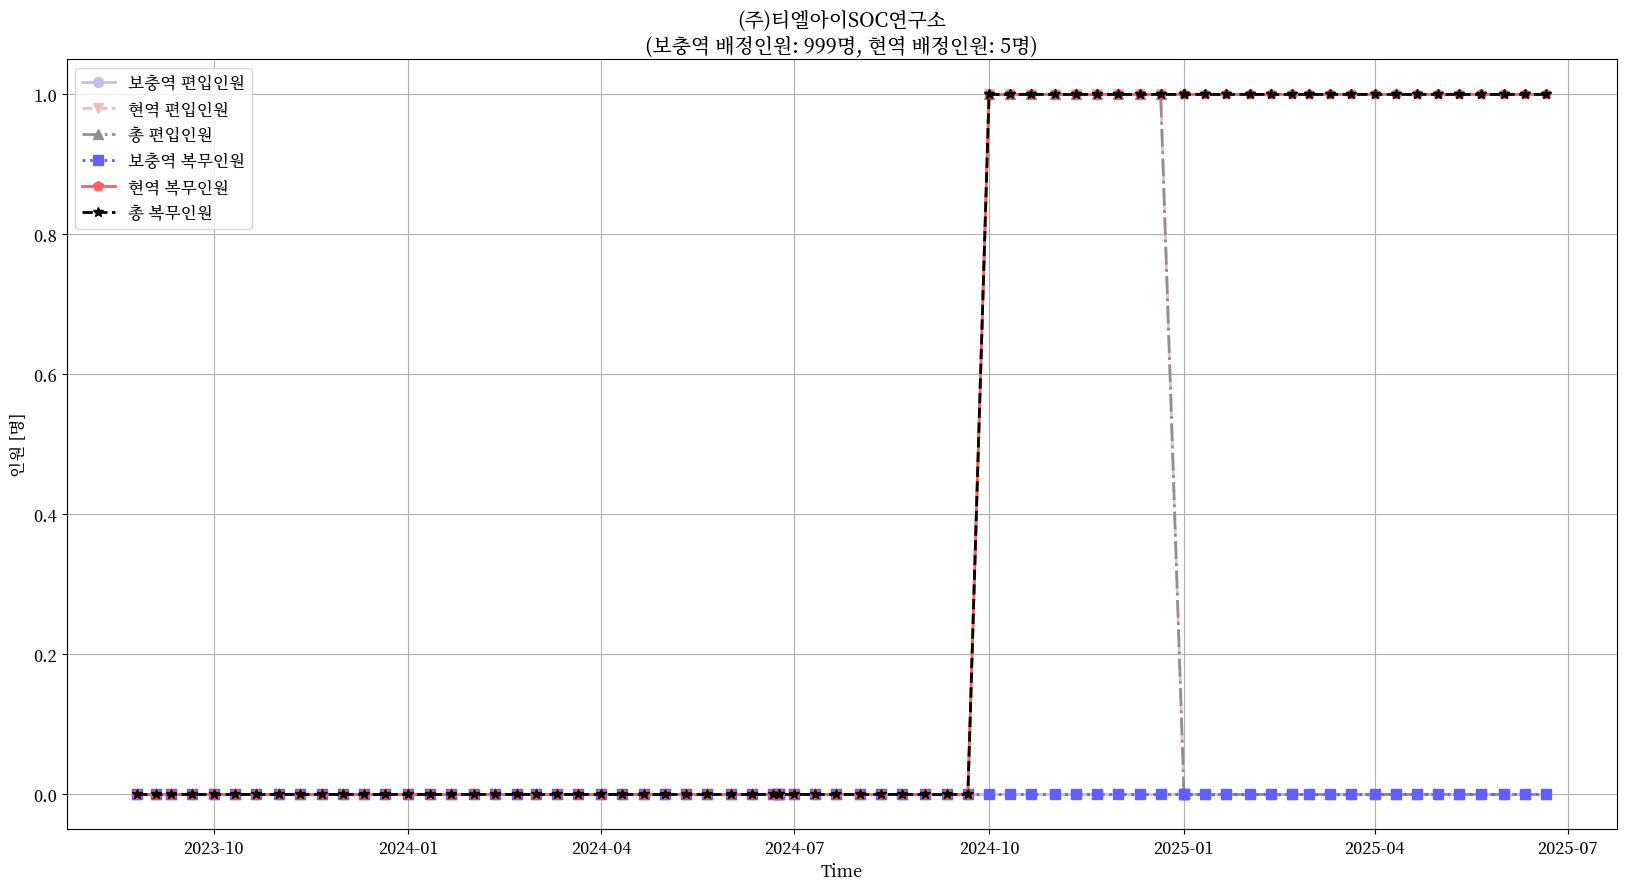 (주)티엘아이SOC연구소
(보충역 배정인원: 999명, 현역 배정인원: 5명)
보충역 편입인원
현역 편입인원
총 편입인원
보충역 복무인원
현역 복무인원
총 복무인원
1.0
0.8
0.6
0.4
0.2
0.0
인원 [명]
2023-10
2024-01
2024-04
2024-07
2024-10
2025-01
2025-04
2025-07
Time